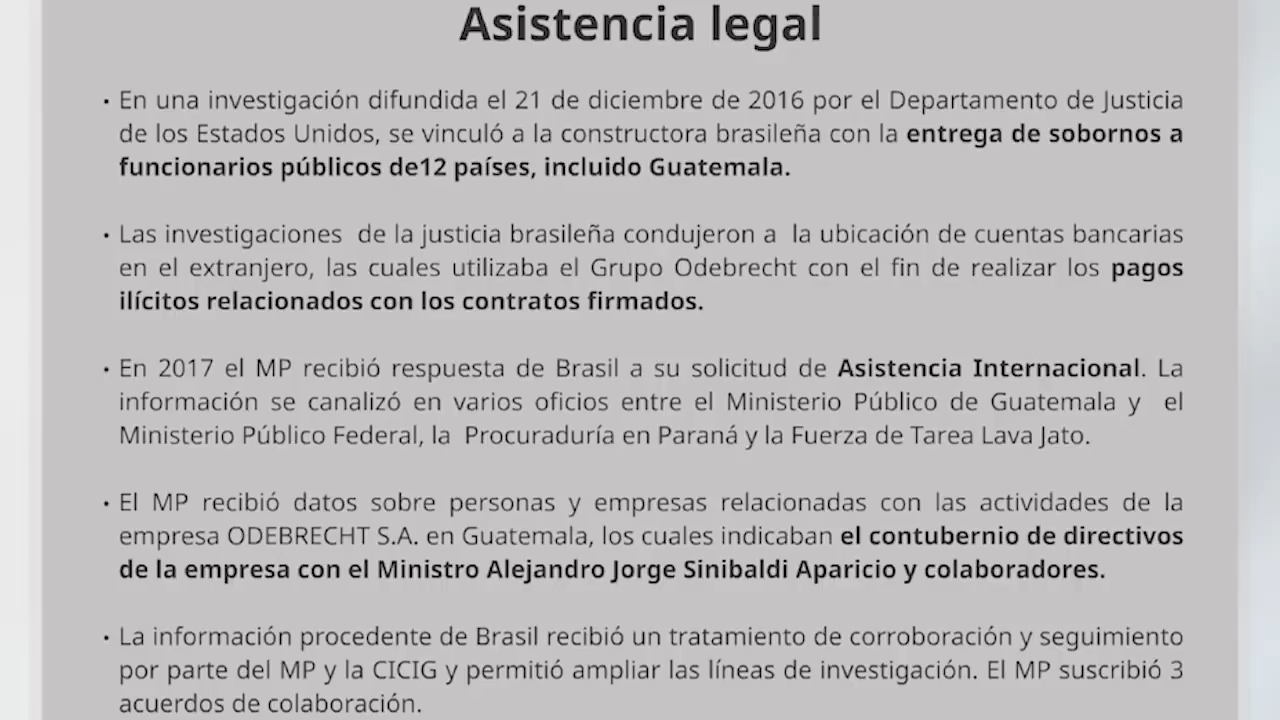 Asistencia legal
• En una investigación difundida el 21 de diciembre de 2016 por el Departamento de Justicia
de los Estados Unidos, se vinculó a la constructora brasileña con la entrega de sobornos a
funcionarios públicos de12 países, incluido Guatemala.
• Las investigaciones de la justicia brasileña condujeron a la ubicación de cuentas bancarias
en el extranjero, las cuales utilizaba el Grupo Odebrecht con el fin de realizar los pagos
ilícitos relacionados con los contratos firmados.
• En 2017 el MP recibió respuesta de Brasil a su solicitud de Asistencia Internacional. La
información se canalizó en varios oficios entre el Ministerio Público de Guatemala y el
Ministerio Público Federal, la Procuraduría en Paraná y la Fuerza de Tarea Lava Jato.
• El MP recibió datos sobre personas y empresas relacionadas con las actividades de la
empresa ODEBRECHT S.A. en Guatemala, los cuales indicaban el contubernio de directivos
de la empresa con el Ministro Alejandro Jorge Sinibaldi Aparicio y colaboradores.
• La información procedente de Brasil recibió un tratamiento de corroboración y seguimiento
por parte del MP y la CICIG y permitió ampliar las líneas de investigación. El MP suscribió 3
acuerdos de colaboración.